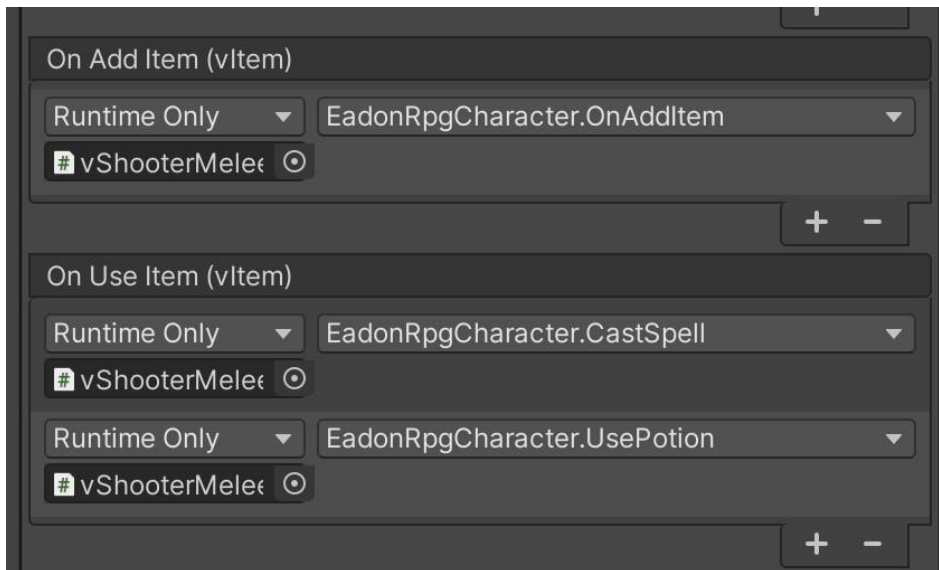 On Add Item (vItem)
Runtime Only EadonRpgCharacter.OnAddItem
vShooterMelee
On Use Item (vItem)
Runtime Only EadonRpgCharacter.CastSpell
vShooterMelee
Runtime Only EadonRpgCharacter.UsePotion
vShooterMelee